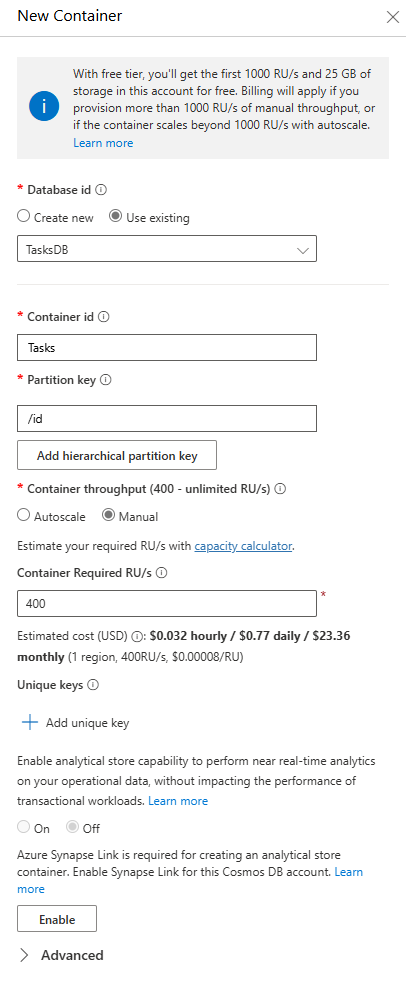 New Container
With free tier, you'll get the first 1000 RU/s and 25 GB of
storage in this account for free. Billing will apply if you
provision more than 1000 RU/s of manual throughput, or
if the container scales beyond 1000 RU/s with autoscale.
Learn more
* Database id
Create new Use existing
TasksDB
* Container id
Tasks
* Partition key
/id
Add hierarchical partition key
* Container throughput (400 - unlimited RU/s)
Autoscale Manual
Estimate your required RU/s with capacity calculator.
Container Required RU/s
400 *
Estimated cost (USD) : $0.032 hourly / $0.77 daily / $23.36
monthly (1 region, 400RU/s, $0.00008/RU)
Unique keys
Add unique key
Enable analytical store capability to perform near real-time analytics
on your operational data, without impacting the performance of
transactional workloads. Learn more
On Off
Azure Synapse Link is required for creating an analytical store
container. Enable Synapse Link for this Cosmos DB account. Learn
more
Enable
Advanced